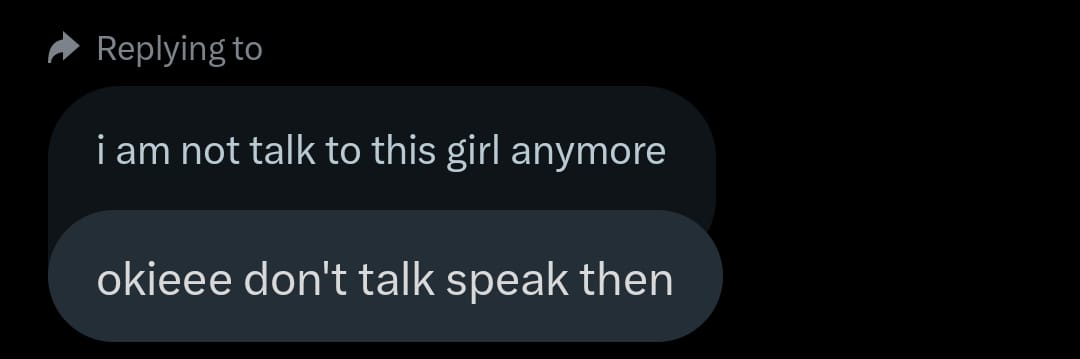 Replying to
i am not talk to this girl anymore
okieee don't talk speak then